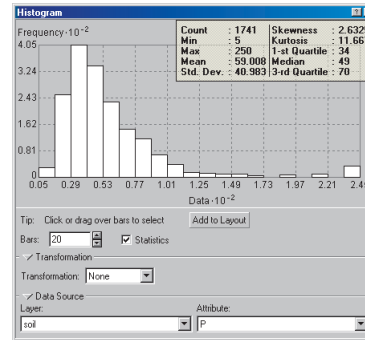 Histogram
Frequency·10⁻²
Count : 1741 Skewness : 2.632
Min : 5 Kurtosis : 11.66
Max : 250 1-st Quartile : 34
Mean : 59.008 Median : 49
Std. Dev. : 40.983 3-rd Quartile : 70
4.05
3.24
2.43
1.62
0.81
0
0.05 0.29 0.53 0.77 1.01 1.25 1.49 1.73 1.97 2.21 2.4
Data·10⁻²
Tip: Click or drag over bars to select Add to Layout
Bars: 20 Statistics
Transformation
Transformation: None
Data Source
Layer: Attribute:
soil P